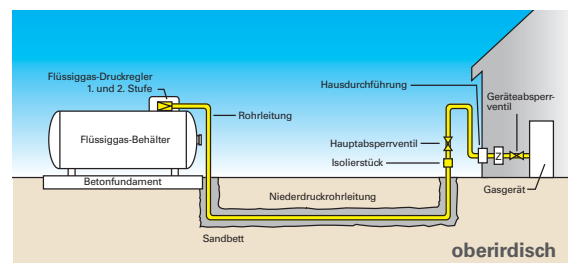 Flüssiggas-Druckregler
1. und 2. Stufe
Hausdurchführung
Geräteabsperr-
ventil
Rohrleitung
Flüssiggas-Behälter
Hauptabsperrventil
Isolierstück
Z
Betonfundament
Niederdruckrohrleitung
Gasgerät
Sandbett
oberirdisch